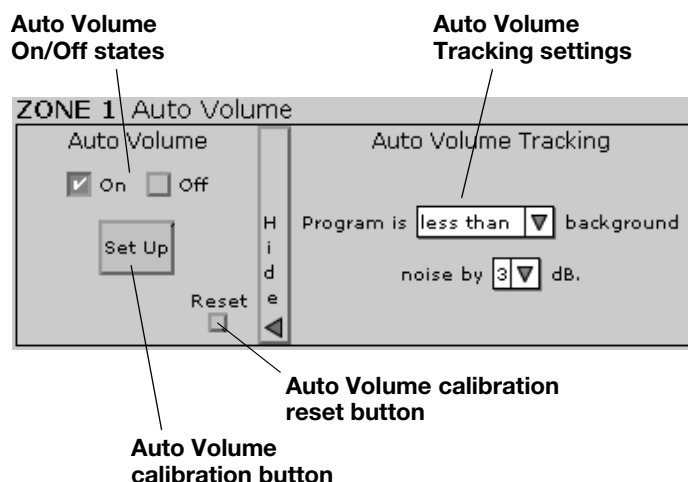 Auto Volume
On/Off states
Auto Volume
Tracking settings
ZONE 1 Auto Volume
Auto Volume
On Off
Set Up
Reset
Hide
Auto Volume Tracking
Program is less than background
noise by 3 dB.
Auto Volume calibration
reset button
Auto Volume
calibration button